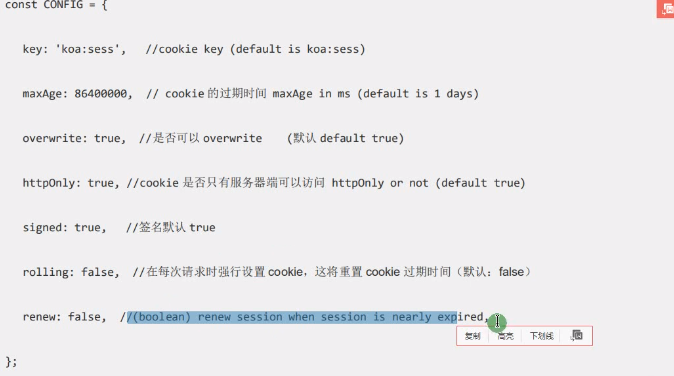 const CONFIG = {
key: 'koa:sess',   //cookie key (default is koa:sess)
maxAge: 86400000,  // cookie 的过期时间 maxAge in ms (default is 1 days)
overwrite: true,  //是否可以 overwrite    (默认 default true)
httpOnly: true, //cookie 是否只有服务器端可以访问 httpOnly or not (default true)
signed: true,   //签名默认 true
rolling: false,  //在每次请求时强行设置 cookie，这将重置 cookie 过期时间（默认：false）
renew: false,  //(boolean) renew session when session is nearly expired,
复制 高亮 下划线
};